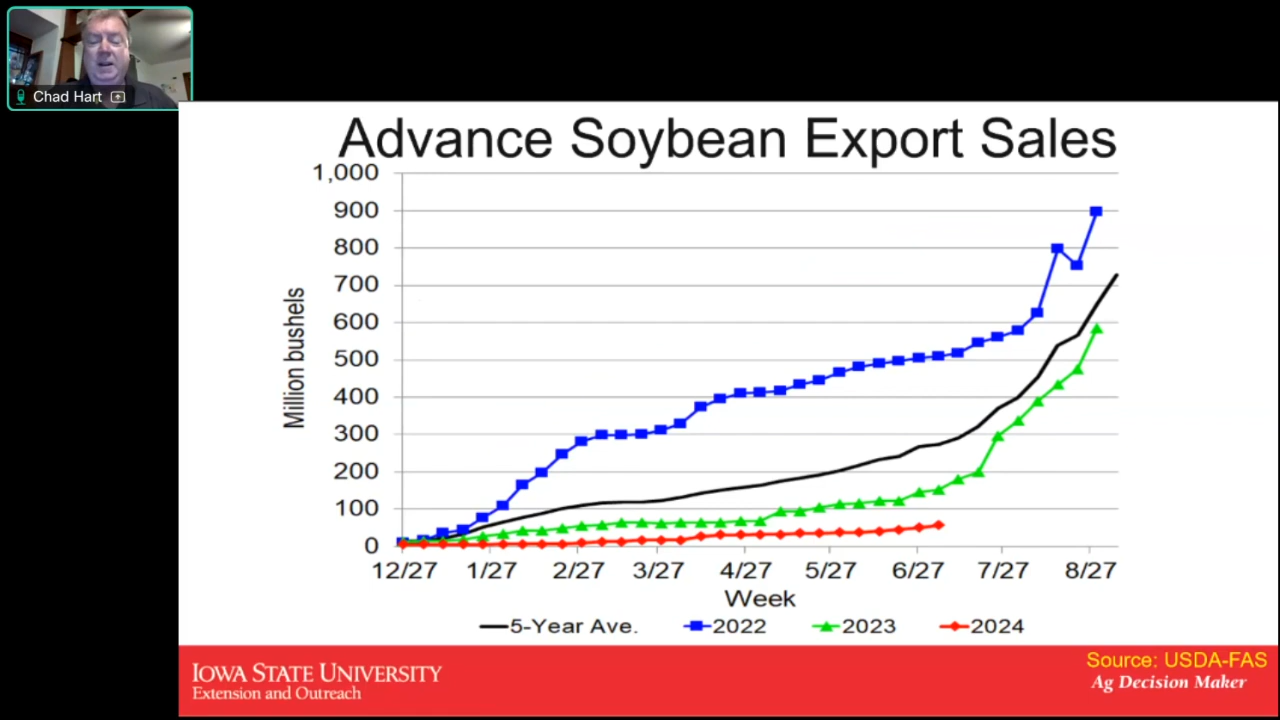 Chad Hart
Advance Soybean Export Sales
1,000
900
800
700
600
500
400
300
200
100
0
Million bushels
12/27 1/27 2/27 3/27 4/27 5/27 6/27 7/27 8/27
Week
5-Year Ave. 2022 2023 2024
IOWA STATE UNIVERSITY
Extension and Outreach
Source: USDA-FAS
Ag Decision Maker